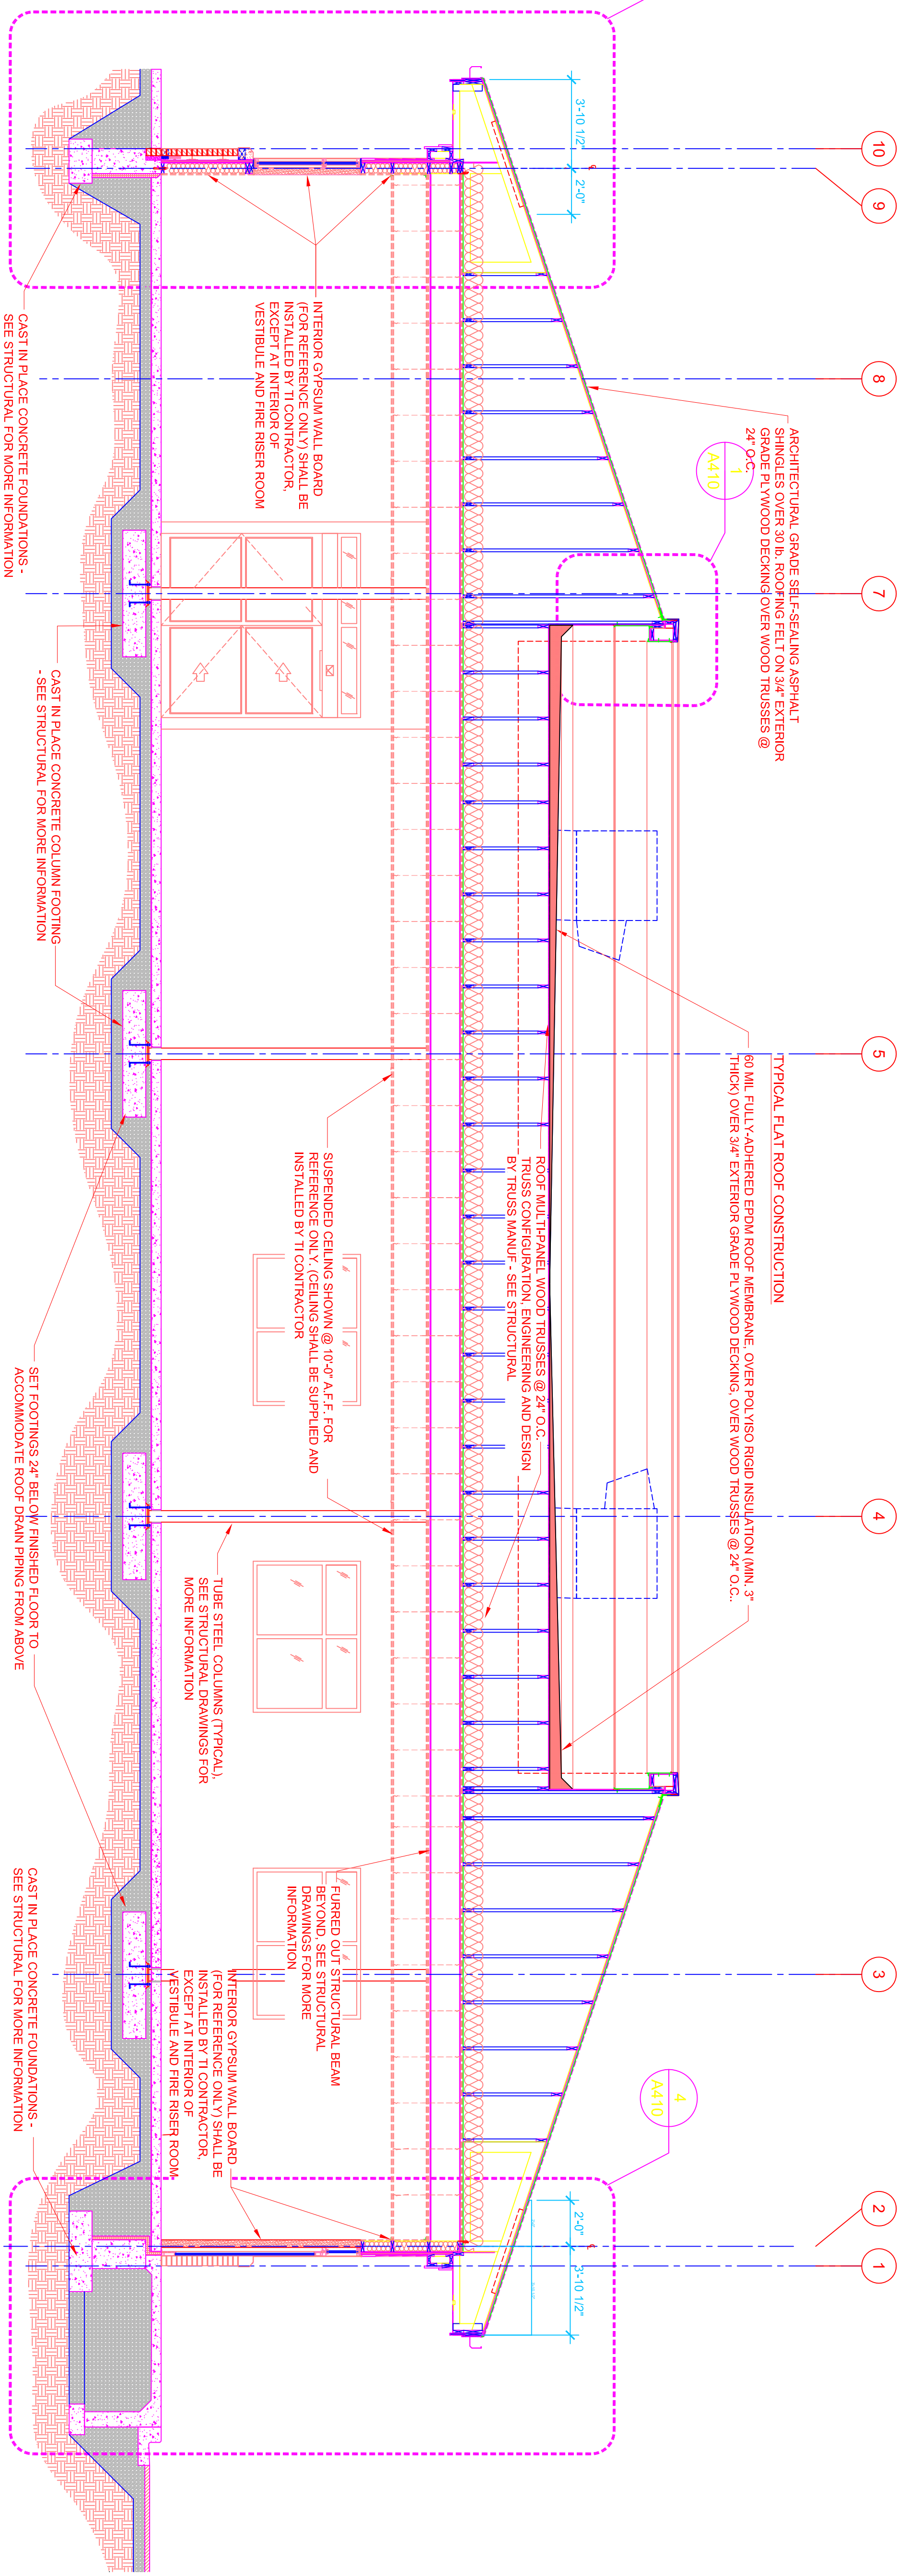 10
9
8
7
5
4
3
2
1
3'-10 1/2"
2'-0"
℄
ARCHITECTURAL GRADE SELF-SEALING ASPHALT
SHINGLES OVER 30 lb. ROOFING FELT ON 3/4" EXTERIOR
GRADE PLYWOOD DECKING OVER WOOD TRUSSES @
24" O.C.
1
A410
TYPICAL FLAT ROOF CONSTRUCTION
60 MIL FULLY-ADHERED EPDM ROOF MEMBRANE, OVER POLYISO RIGID INSULATION (MIN. 3"
THICK) OVER 3/4" EXTERIOR GRADE PLYWOOD DECKING, OVER WOOD TRUSSES @ 24" O.C..
4
A410
2'-0"
3'-10 1/2"
℄
ROOF MULTI-PANEL WOOD TRUSSES @ 24" O.C.
TRUSS CONFIGURATION, ENGINEERING AND DESIGN
BY TRUSS MANUF - SEE STRUCTURAL
INTERIOR GYPSUM WALL BOARD
(FOR REFERENCE ONLY) SHALL BE
INSTALLED BY TI CONTRACTOR,
EXCEPT AT INTERIOR OF
VESTIBULE AND FIRE RISER ROOM
SUSPENDED CEILING SHOWN @ 10'-0" A.F.F. FOR
REFERENCE ONLY. (CEILING SHALL BE SUPPLIED AND
INSTALLED BY TI CONTRACTOR
TUBE STEEL COLUMNS (TYPICAL),
SEE STRUCTURAL DRAWINGS FOR
MORE INFORMATION
FURRED OUT STRUCTURAL BEAM
BEYOND, SEE STRUCTURAL
DRAWINGS FOR MORE
INFORMATION
INTERIOR GYPSUM WALL BOARD
(FOR REFERENCE ONLY) SHALL BE
INSTALLED BY TI CONTRACTOR,
EXCEPT AT INTERIOR OF
VESTIBULE AND FIRE RISER ROOM
CAST IN PLACE CONCRETE FOUNDATIONS -
SEE STRUCTURAL FOR MORE INFORMATION
CAST IN PLACE CONCRETE COLUMN FOOTING
- SEE STRUCTURAL FOR MORE INFORMATION
SET FOOTINGS 24" BELOW FINISHED FLOOR TO
ACCOMMODATE ROOF DRAIN PIPING FROM ABOVE
CAST IN PLACE CONCRETE FOUNDATIONS -
SEE STRUCTURAL FOR MORE INFORMATION